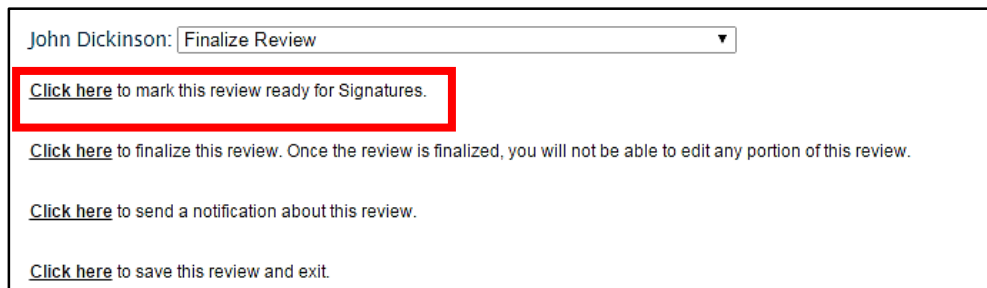 John Dickinson: Finalize Review
Click here to mark this review ready for Signatures.
Click here to finalize this review. Once the review is finalized, you will not be able to edit any portion of this review.
Click here to send a notification about this review.
Click here to save this review and exit.